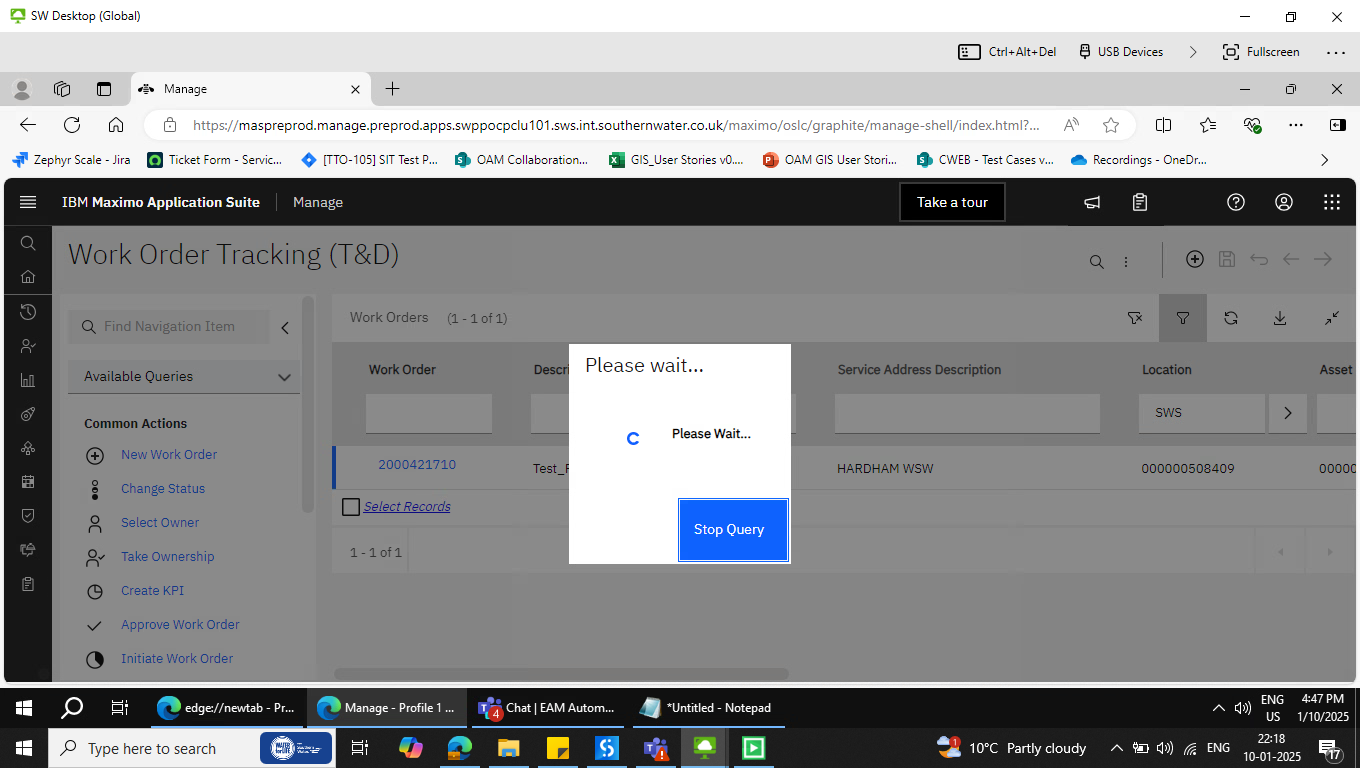 SW Desktop (Global)
Ctrl+Alt+Del
USB Devices
Fullscreen
Manage
https://maspreprod.manage.preprod.apps.swppocpclu101.sws.int.southernwater.co.uk/maximo/oslc/graphite/manage-shell/index.html?...
Zephyr Scale - Jira
Ticket Form - Servic...
[TTO-105] SIT Test P...
OAM Collaboration...
GIS_User Stories v0....
OAM GIS User Stori...
CWEB - Test Cases v...
Recordings - OneDr...
IBM Maximo Application Suite
Manage
Take a tour
Work Order Tracking (T&D)
Find Navigation Item
Available Queries
Common Actions
New Work Order
Change Status
Select Owner
Take Ownership
Create KPI
Approve Work Order
Initiate Work Order
Work Orders (1 - 1 of 1)
Work Order
Descri
Service Address Description
Location
Asset
SWS
2000421710
Test_
HARDHAM WSW
000000508409
0000
Select Records
1 - 1 of 1
Please wait...
Please Wait...
Stop Query
edge://newtab - Pr...
Manage - Profile 1 ...
4
Chat | EAM Autom...
*Untitled - Notepad
ENG
US
4:47 PM
1/10/2025
Type here to search
1
10°C Partly cloudy
ENG
22:18
10-01-2025
17